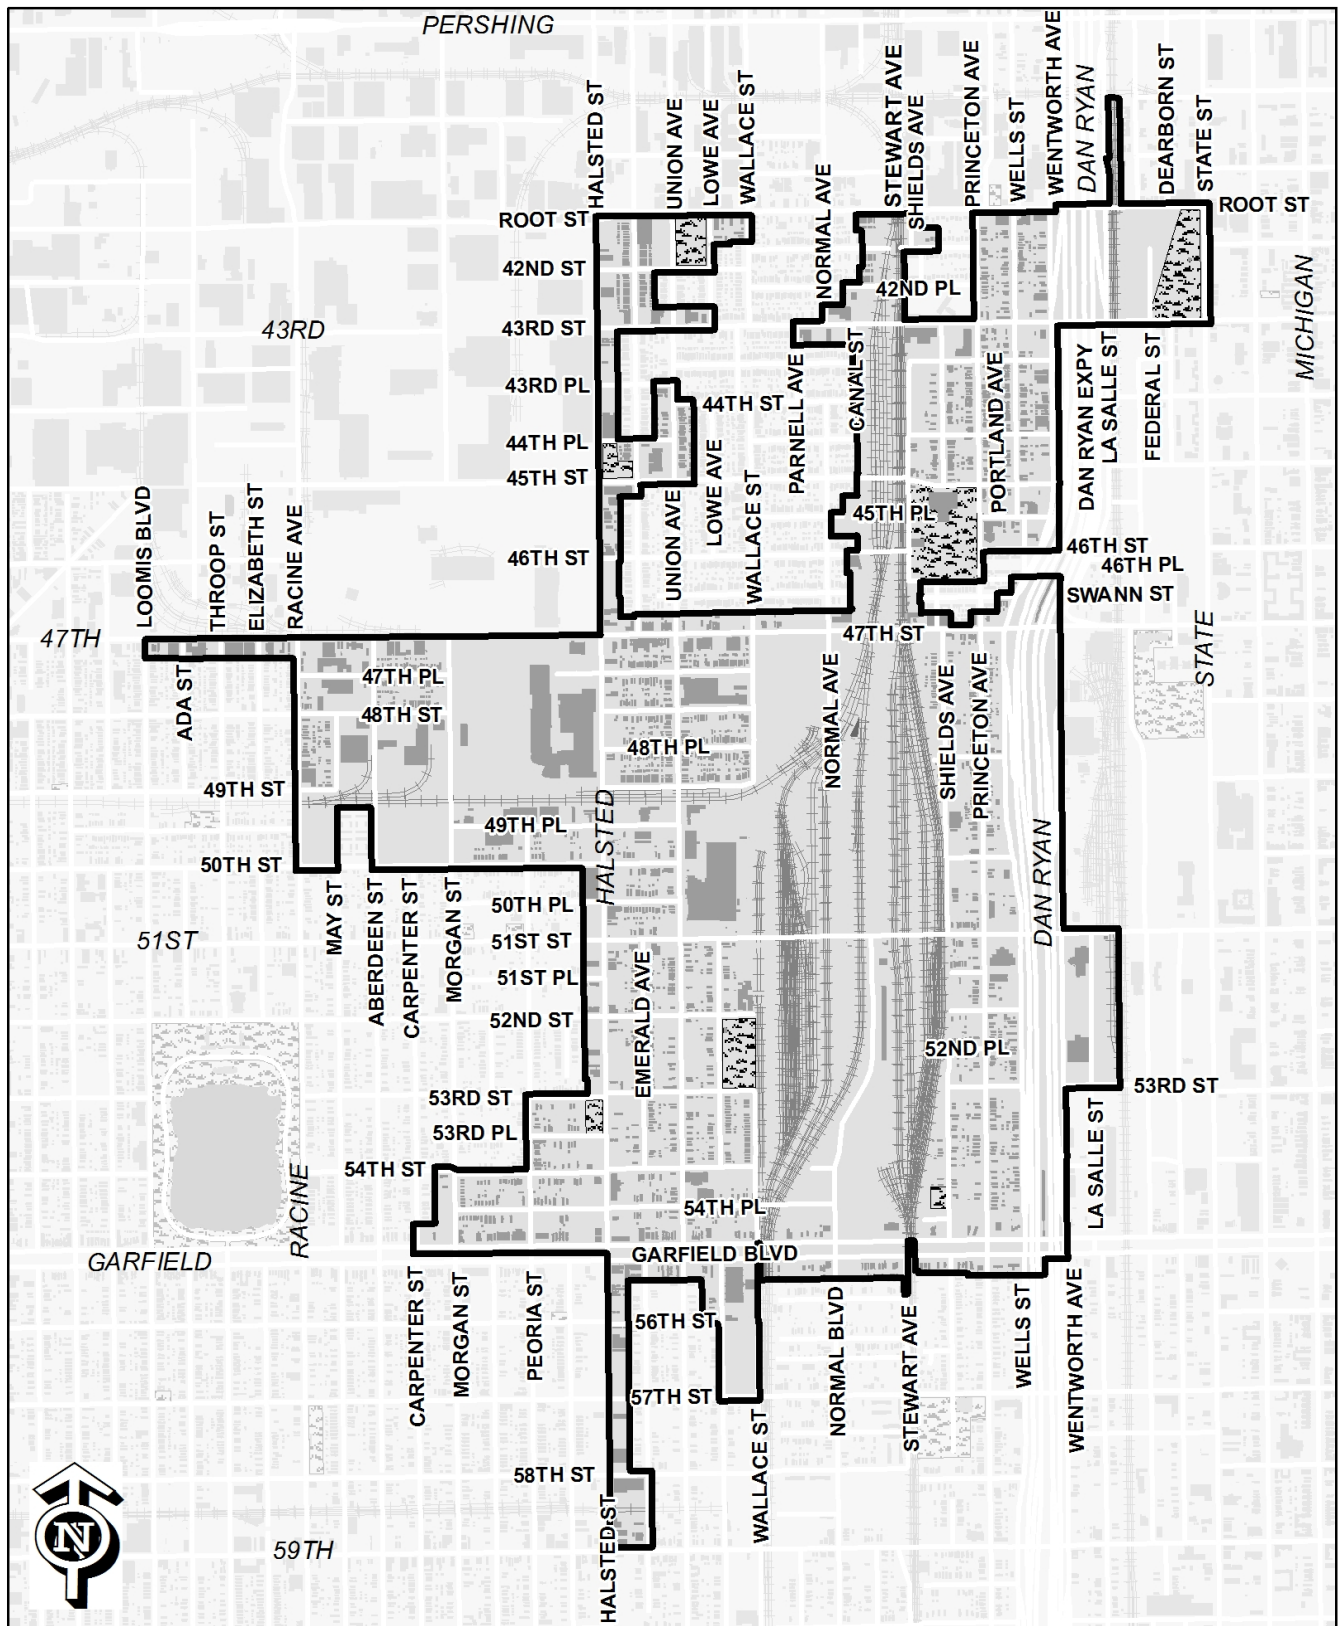 PERSHING
HALSTED ST
UNION AVE
LOWE AVE
WALLACE ST
NORMAL AVE
STEWART AVE
SHIELDS AVE
PRINCETON AVE
WELLS ST
WENTWORTH AVE
DAN RYAN
DEARBORN ST
STATE ST
ROOT ST
ROOT ST
42ND ST
42ND PL
MICHIGAN
43RD
43RD ST
43RD PL
44TH ST
PARNELL AVE
CANAL ST
PORTLAND AVE
DAN RYAN EXPY
LA SALLE ST
FEDERAL ST
44TH PL
45TH ST
LOWE AVE
WALLACE ST
UNION AVE
45TH PL
LOOMIS BLVD
THROOP ST
ELIZABETH ST
RACINE AVE
46TH ST
46TH ST
46TH PL
SWANN ST
47TH
47TH ST
STATE
ADA ST
47TH PL
48TH ST
48TH PL
NORMAL AVE
SHIELDS AVE
PRINCETON AVE
49TH ST
49TH PL
HALSTED
DAN RYAN
50TH ST
MAY ST
ABERDEEN ST
CARPENTER ST
MORGAN ST
50TH PL
51ST
51ST ST
51ST PL
EMERALD AVE
52ND ST
52ND PL
53RD ST
53RD ST
53RD PL
LA SALLE ST
54TH ST
54TH PL
RACINE
GARFIELD
GARFIELD BLVD
CARPENTER ST
MORGAN ST
PEORIA ST
56TH ST
NORMAL BLVD
STEWART AVE
WELLS ST
WENTWORTH AVE
57TH ST
WALLACE ST
58TH ST
HALSTED ST
N
59TH